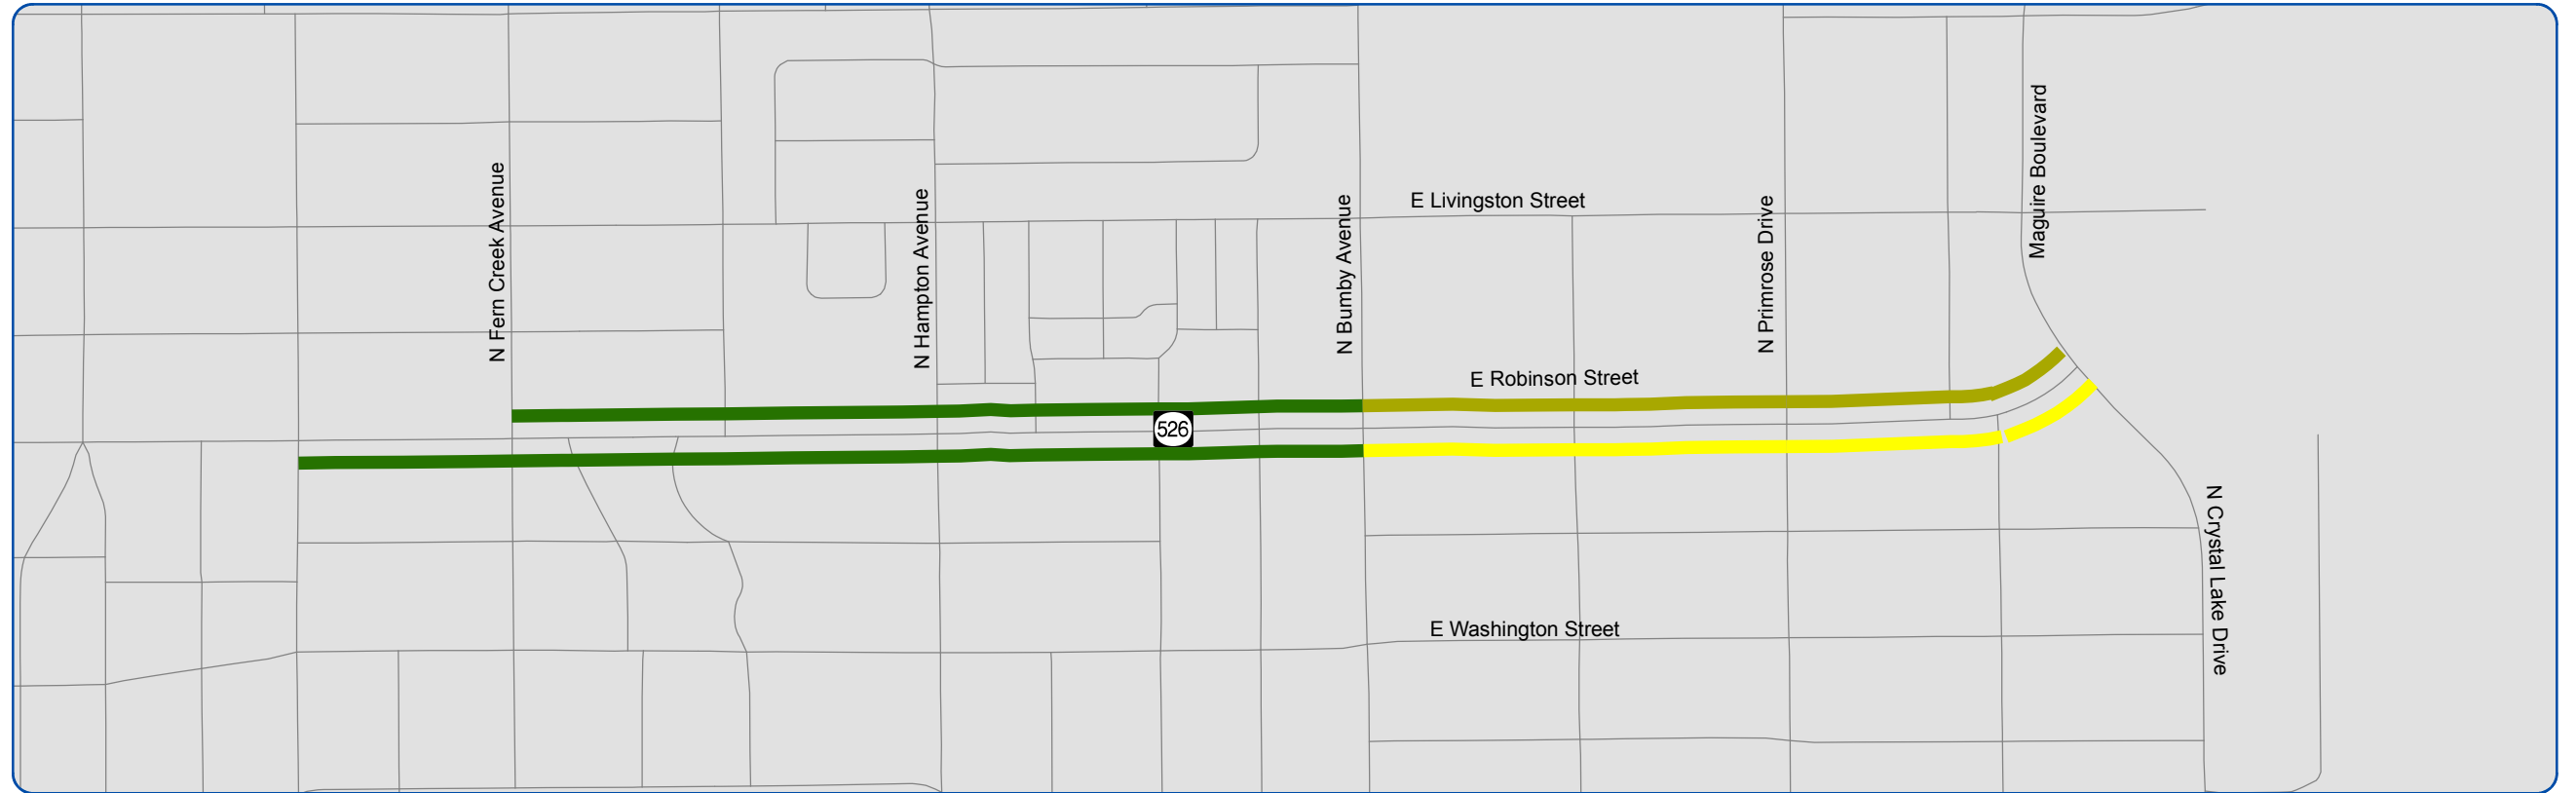 Maguire Boulevard
N Fern Creek Avenue
N Hampton Avenue
N Bumby Avenue
E Livingston Street
N Primrose Drive
E Robinson Street
526
N Crystal Lake Drive
E Washington Street